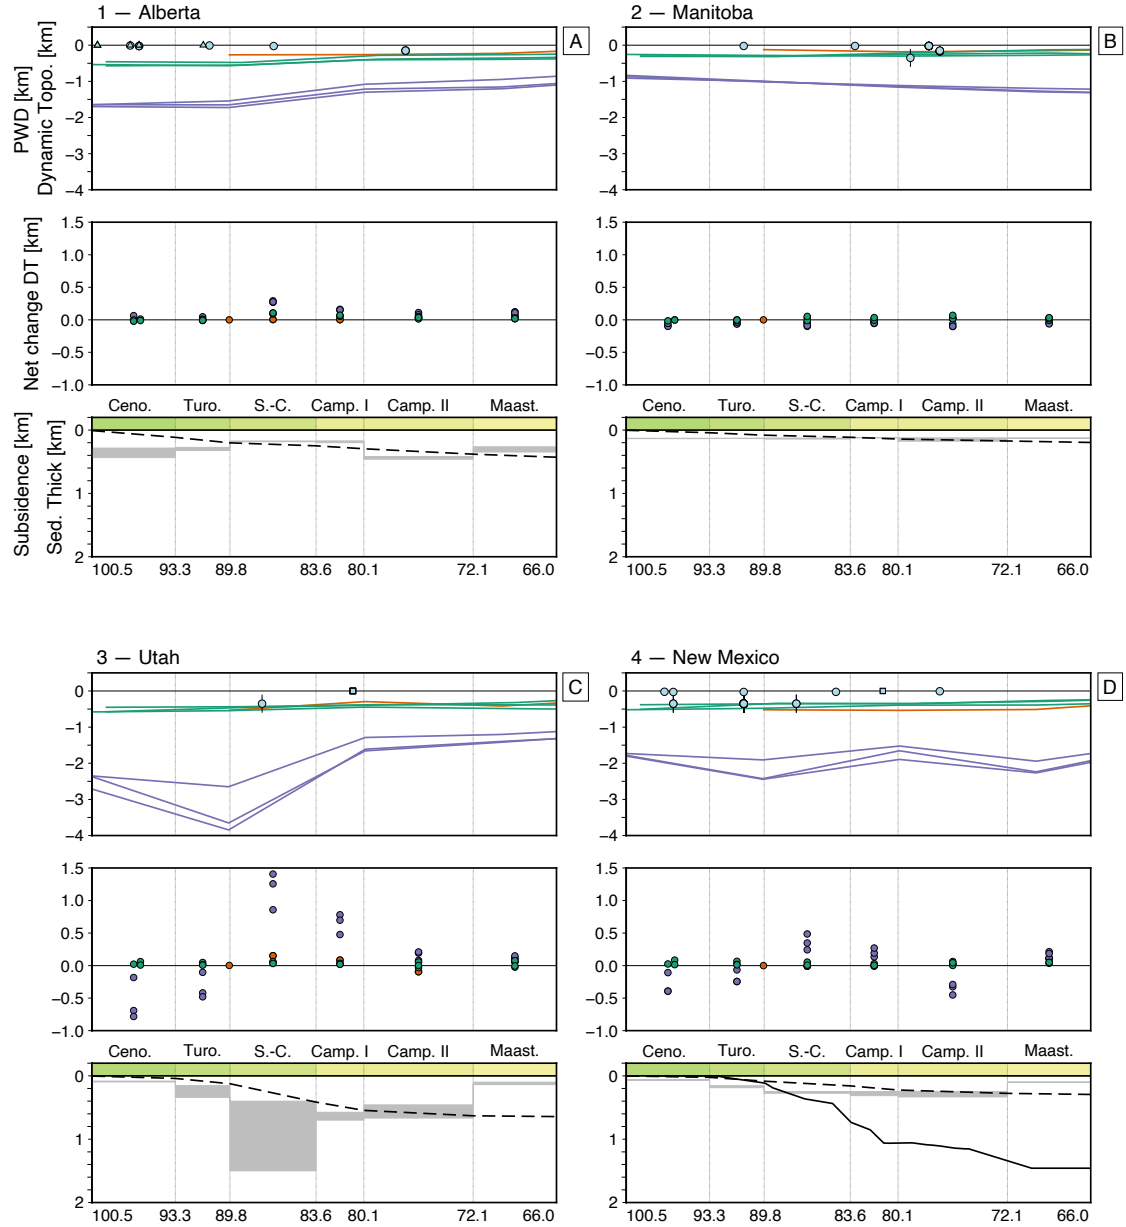 1 — Alberta
2 — Manitoba
PWD [km]
Dynamic Topo. [km]
0
−1
−2
−3
−4
A
0
−1
−2
−3
−4
B
Net change DT [km]
1.5
1.0
0.5
0.0
−0.5
−1.0
1.5
1.0
0.5
0.0
−0.5
−1.0
Ceno. Turo. S.-C. Camp. I Camp. II Maast.
Ceno. Turo. S.-C. Camp. I Camp. II Maast.
Subsidence [km]
Sed. Thick [km]
0
1
2
0
1
2
100.5 93.3 89.8 83.6 80.1 72.1 66.0
100.5 93.3 89.8 83.6 80.1 72.1 66.0
3 — Utah
4 — New Mexico
0
−1
−2
−3
−4
C
0
−1
−2
−3
−4
D
1.5
1.0
0.5
0.0
−0.5
−1.0
1.5
1.0
0.5
0.0
−0.5
−1.0
Ceno. Turo. S.-C. Camp. I Camp. II Maast.
Ceno. Turo. S.-C. Camp. I Camp. II Maast.
0
1
2
0
1
2
100.5 93.3 89.8 83.6 80.1 72.1 66.0
100.5 93.3 89.8 83.6 80.1 72.1 66.0